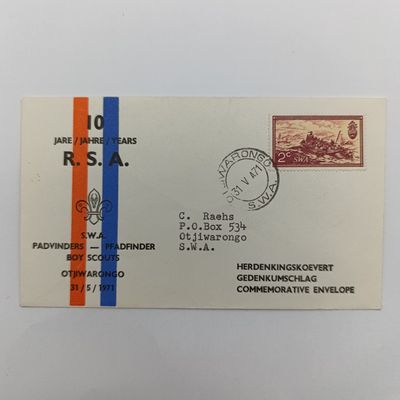 10
JARE / JAHRE / YEARS
R. S. A.
S.W.A.
PADVINDERS — PFADFINDER
BOY SCOUTS
OTJIWARONGO
31 / 5 / 1971
OTJIWARONGO
31 V 71
S.W.A.
2c SWA
C. Raehs
P.O.Box 534
Otjiwarongo
S.W.A.
HERDENKINGSKOEVERT
GEDENKUMSCHLAG
COMMEMORATIVE ENVELOPE